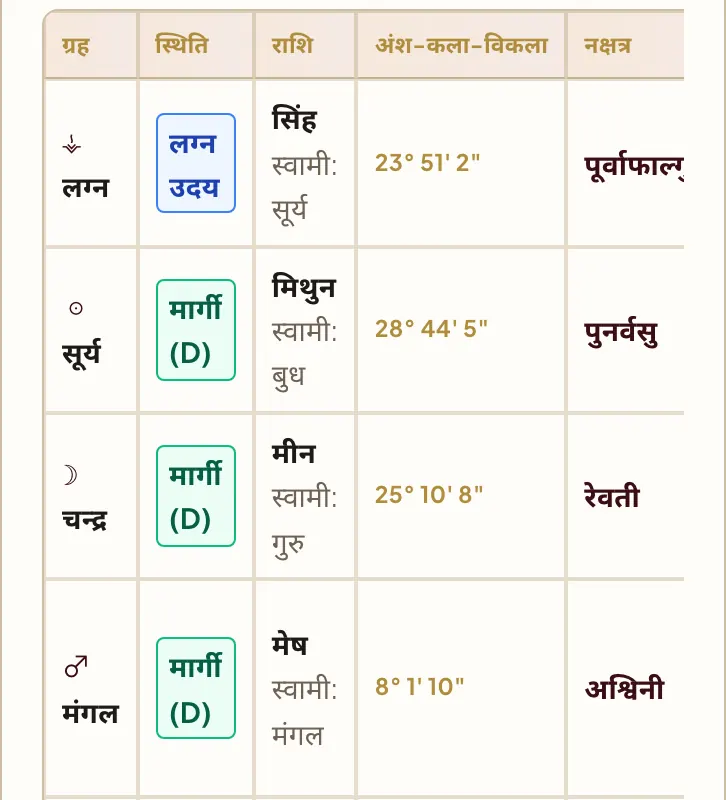 ग्रह स्थिति राशि अंश-कला-विकला नक्षत्र
लग्न
लग्न
उदय
सिंह
स्वामी:
सूर्य
23° 51' 2"
सूर्य
मार्गी
(D)
मिथुन
स्वामी:
बुध
28° 44' 5"
पुनर्वसु
चन्द्र
मार्गी
(D)
मीन
स्वामी:
गुरु
25° 10' 8"
रेवती
मंगल
मार्गी
(D)
मेष
स्वामी:
मंगल
8° 1' 10"
अश्विनी